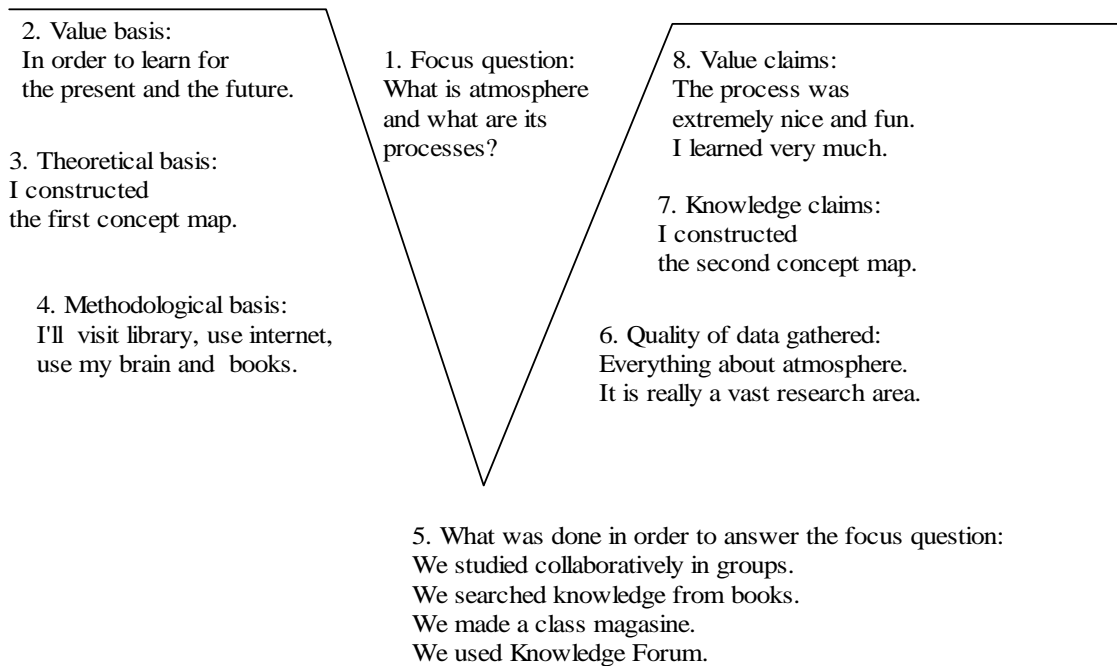 2. Value basis:
In order to learn for
the present and the future.
1. Focus question:
What is atmosphere
and what are its
processes?
8. Value claims:
The process was
extremely nice and fun.
I learned very much.
3. Theoretical basis:
I constructed
the first concept map.
7. Knowledge claims:
I constructed
the second concept map.
4. Methodological basis:
I'll visit library, use internet,
use my brain and books.
6. Quality of data gathered:
Everything about atmosphere.
It is really a vast research area.
5. What was done in order to answer the focus question:
We studied collaboratively in groups.
We searched knowledge from books.
We made a class magasine.
We used Knowledge Forum.